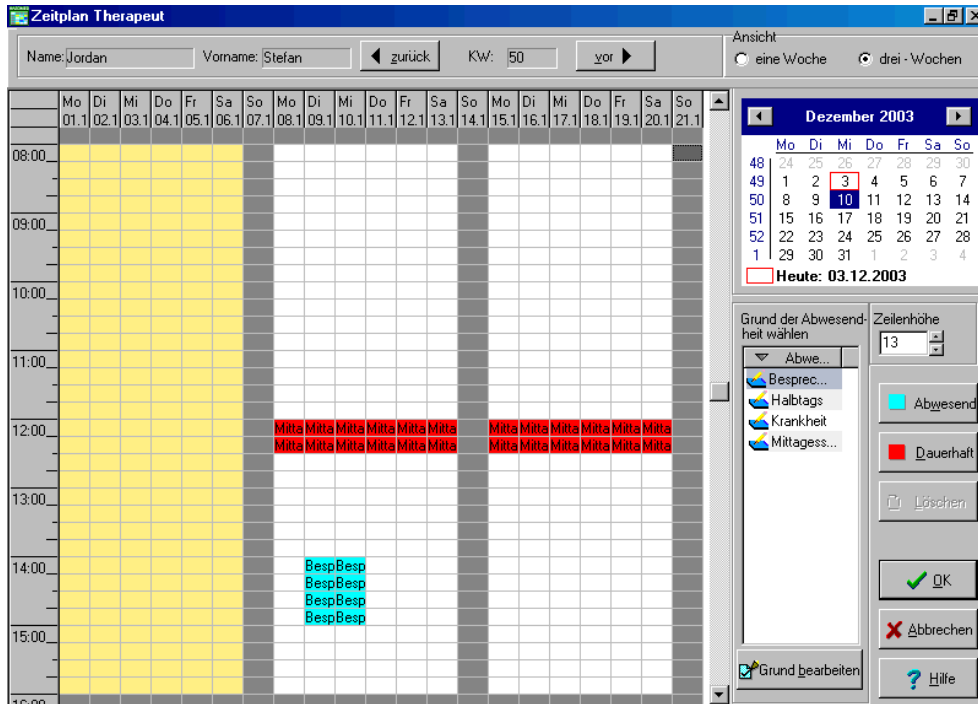 Zeitplan Therapeut
Name: Jordan Vorname: Stefan zurück KW: 50 vor
Ansicht
eine Woche drei - Wochen
Mo Di Mi Do Fr Sa So Mo Di Mi Do Fr Sa So Mo Di Mi Do Fr Sa So
01.1 02.1 03.1 04.1 05.1 06.1 07.1 08.1 09.1 10.1 11.1 12.1 13.1 14.1 15.1 16.1 17.1 18.1 19.1 20.1 21.1
08:00
09:00
10:00
11:00
12:00 Mitta Mitta Mitta Mitta Mitta Mitta Mitta Mitta Mitta Mitta Mitta Mitta
Mitta Mitta Mitta Mitta Mitta Mitta Mitta Mitta Mitta Mitta Mitta Mitta
13:00
14:00 Besp Besp
Besp Besp
Besp Besp
Besp Besp
15:00
16:00
Dezember 2003
Mo Di Mi Do Fr Sa So
48 24 25 26 27 28 29 30
49 1 2 3 4 5 6 7
50 8 9 10 11 12 13 14
51 15 16 17 18 19 20 21
52 22 23 24 25 26 27 28
1 29 30 31 1 2 3 4
Heute: 03.12.2003
Grund der Abwesend-
heit wählen
Abwe...
Besprec...
Halbtags
Krankheit
Mittagess...
Grund bearbeiten
Zeilenhöhe
13
Abwesend
Dauerhaft
Löschen
OK
Abbrechen
Hilfe